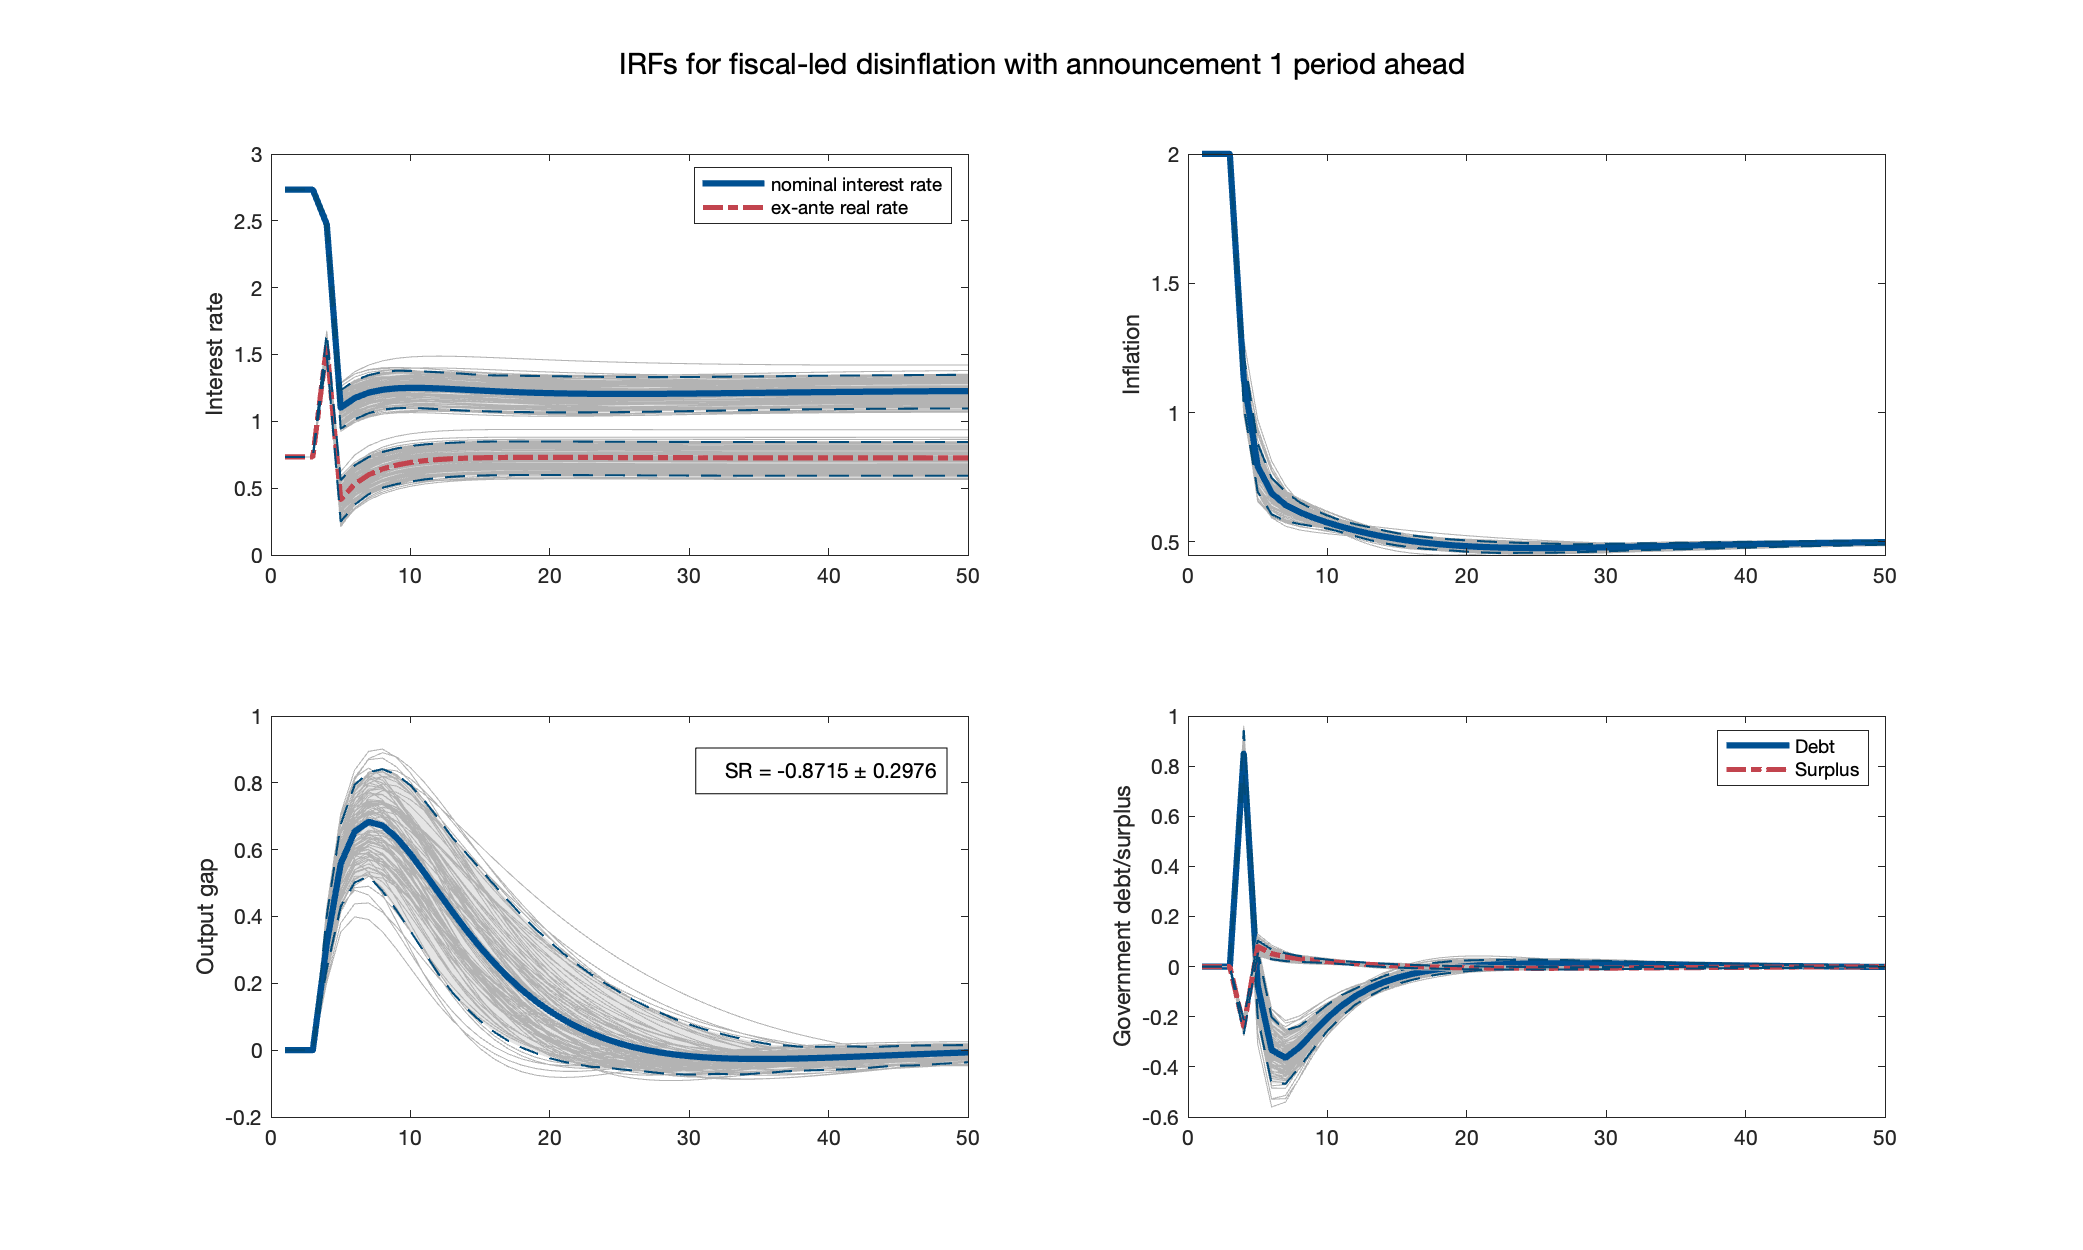 IRFs for fiscal-led disinflation with announcement 1 period ahead
3
2.5
2
1.5
1
0.5
0
Interest rate
nominal interest rate
ex-ante real rate
0 10 20 30 40 50
2
1.5
1
0.5
Inflation
0 10 20 30 40 50
1
0.8
0.6
0.4
0.2
0
-0.2
Output gap
SR = -0.8715 ± 0.2976
0 10 20 30 40 50
1
0.8
0.6
0.4
0.2
0
-0.2
-0.4
-0.6
Government debt/surplus
Debt
Surplus
0 10 20 30 40 50